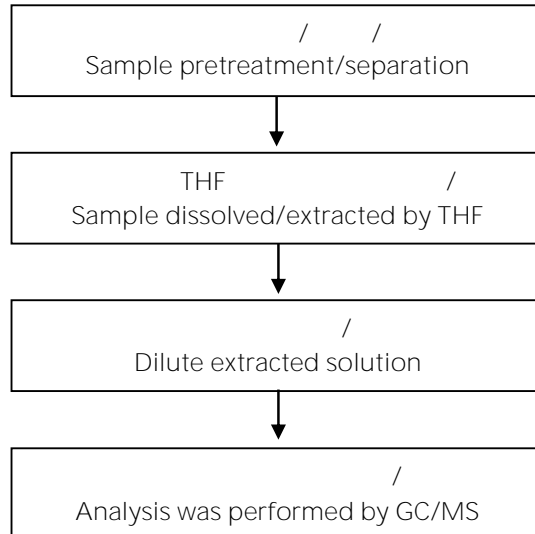 / /
Sample pretreatment/separation
THF /
Sample dissolved/extracted by THF
/
Dilute extracted solution
/
Analysis was performed by GC/MS